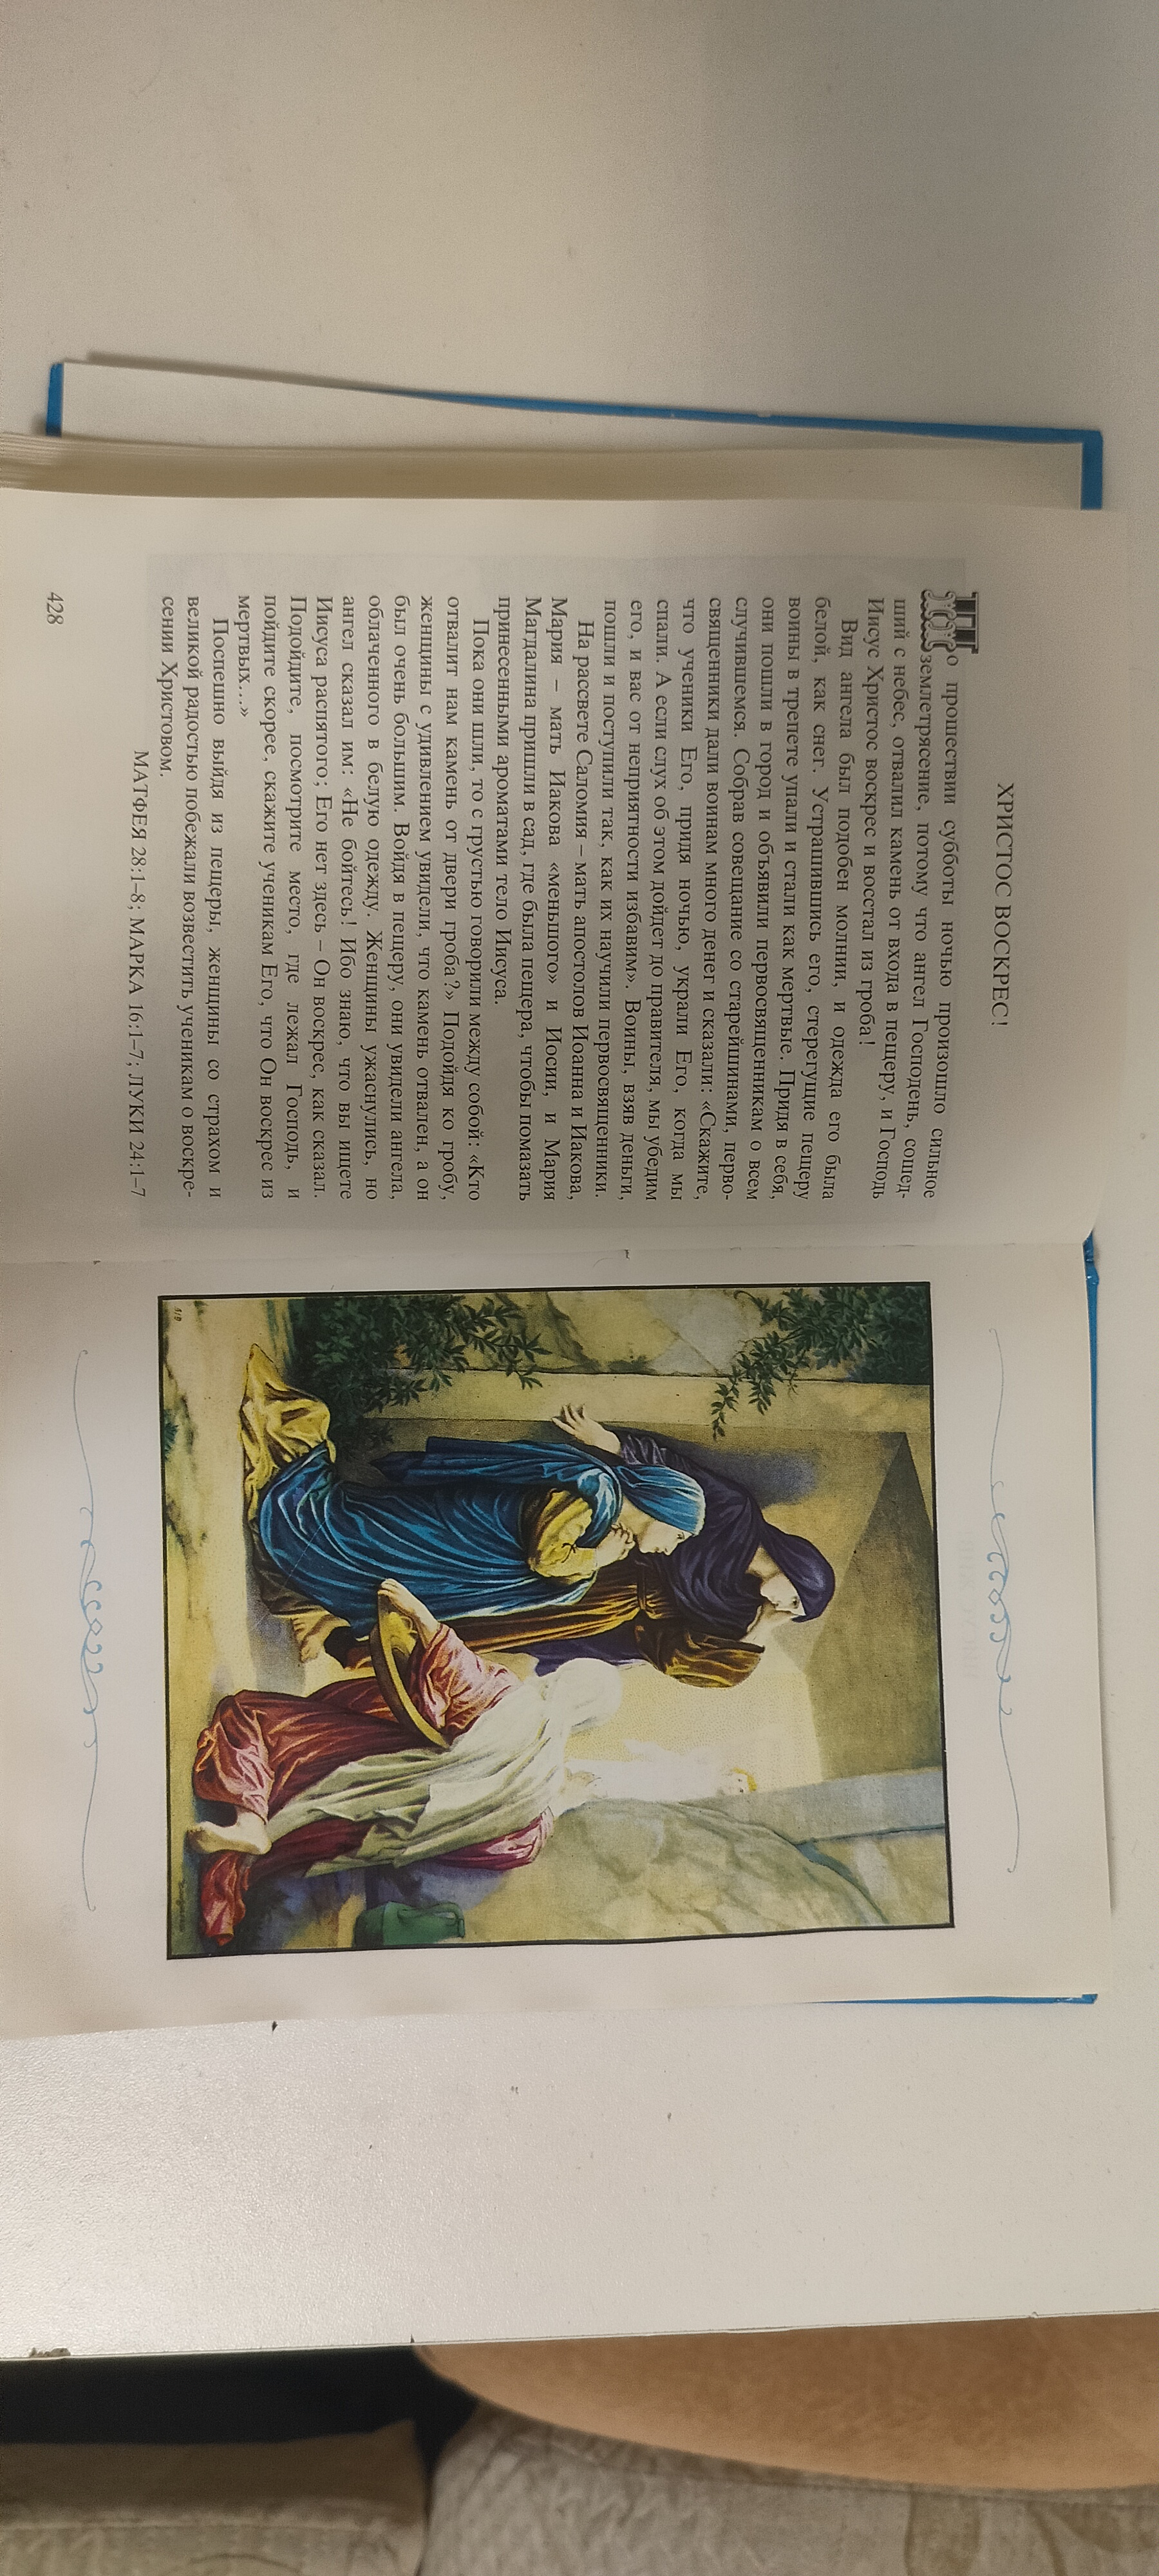 ХРИСТОС ВОСКРЕС!
По прошествии субботы ночью произошло сильное
землетрясение, потому что ангел Господень, сошед-
ший с небес, отвалил камень от входа в пещеру, и Господь
Иисус Христос воскрес и восстал из гроба!
Вид ангела был подобен молнии, и одежда его была
белой, как снег. Устрашившись его, стерегущие пещеру
воины в трепете упали и стали как мертвые. Придя в себя,
они пошли в город и объявили первосвященникам о всем
случившемся. Собрав совещание со старейшинами, перво-
священники дали воинам много денег и сказали: «Скажите,
что ученики Его, придя ночью, украли Его, когда мы
спали. А если слух об этом дойдет до правителя, мы убедим
его, и вас от неприятности избавим». Воины, взяв деньги,
пошли и поступили так, как их научили первосвященники.
На рассвете Саломия – мать апостолов Иоанна и Иакова,
Мария – мать Иакова «меньшого» и Иосии, и Мария
Магдалина пришли в сад, где была пещера, чтобы помазать
принесенными ароматами тело Иисуса.
Пока они шли, то с грустью говорили между собой: «Кто
отвалит нам камень от двери гроба?» Подойдя ко гробу,
женщины с удивлением увидели, что камень отвален, а он
был очень большим. Войдя в пещеру, они увидели ангела,
облаченного в белую одежду. Женщины ужаснулись, но
ангел сказал им: «Не бойтесь! Ибо знаю, что вы ищете
Иисуса распятого; Его нет здесь – Он воскрес, как сказал.
Подойдите, посмотрите место, где лежал Господь, и
пойдите скорее, скажите ученикам Его, что Он воскрес из
мертвых…»
Поспешно выйдя из пещеры, женщины со страхом и
великой радостью побежали возвестить ученикам о воскре-
сении Христовом.
МАТФЕЯ 28:1–8; МАРКА 16:1–7; ЛУКИ 24:1–7
428